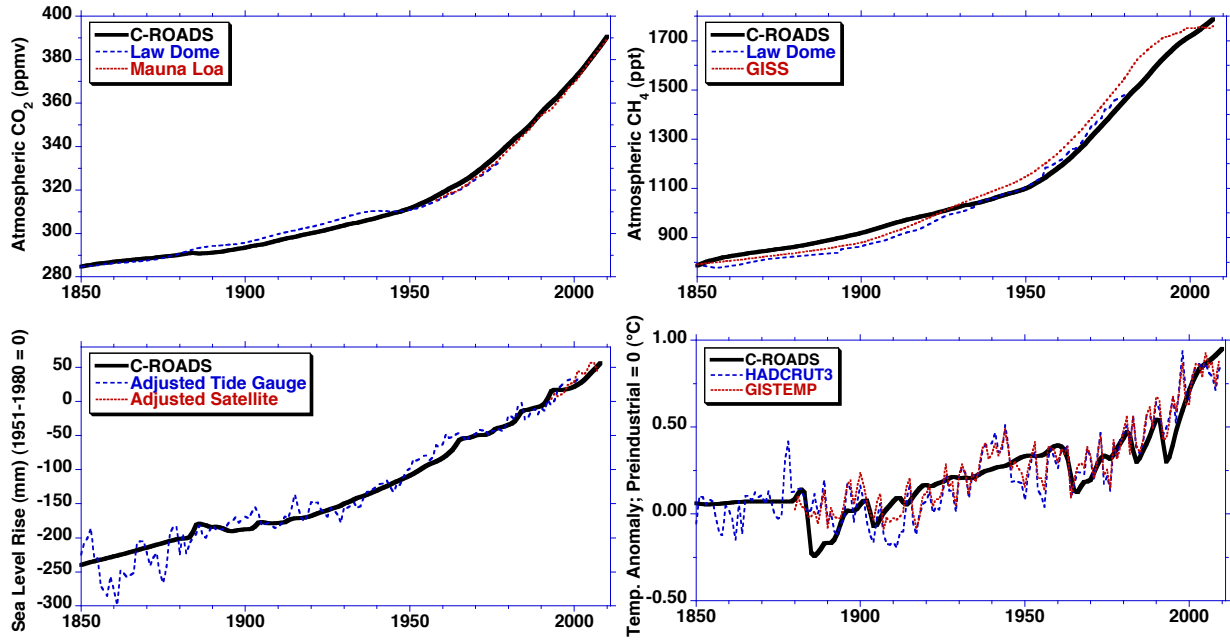 Atmospheric CO2 (ppmv)
400
380
360
340
320
300
280
C-ROADS
Law Dome
Mauna Loa
1850 1900 1950 2000
Atmospheric CH4 (ppt)
1700
1500
1300
1100
900
C-ROADS
Law Dome
GISS
1850 1900 1950 2000
Sea Level Rise (mm) (1951-1980 = 0)
50
0
-50
-100
-150
-200
-250
-300
C-ROADS
Adjusted Tide Gauge
Adjusted Satellite
1850 1900 1950 2000
Temp. Anomaly; Preindustrial = 0 (°C)
1.00
0.50
0.00
-0.50
C-ROADS
HADCRUT3
GISTEMP
1850 1900 1950 2000